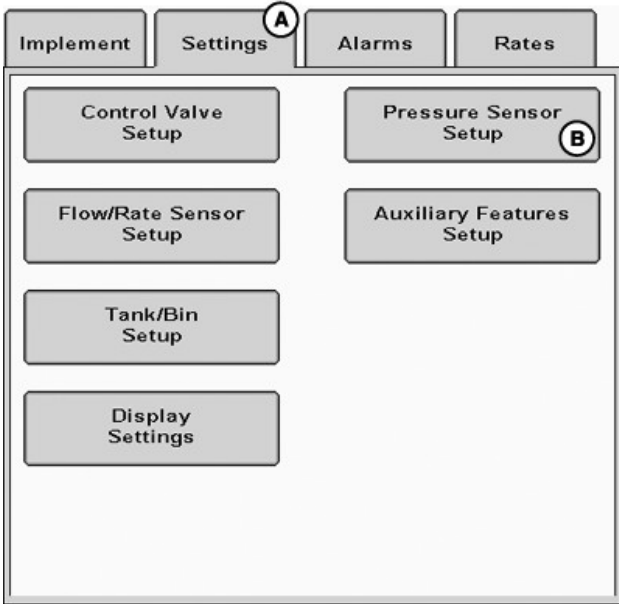 Implement
Settings
A
Alarms
Rates
Control Valve
Setup
Pressure Sensor
Setup
B
Flow/Rate Sensor
Setup
Auxiliary Features
Setup
Tank/Bin
Setup
Display
Settings